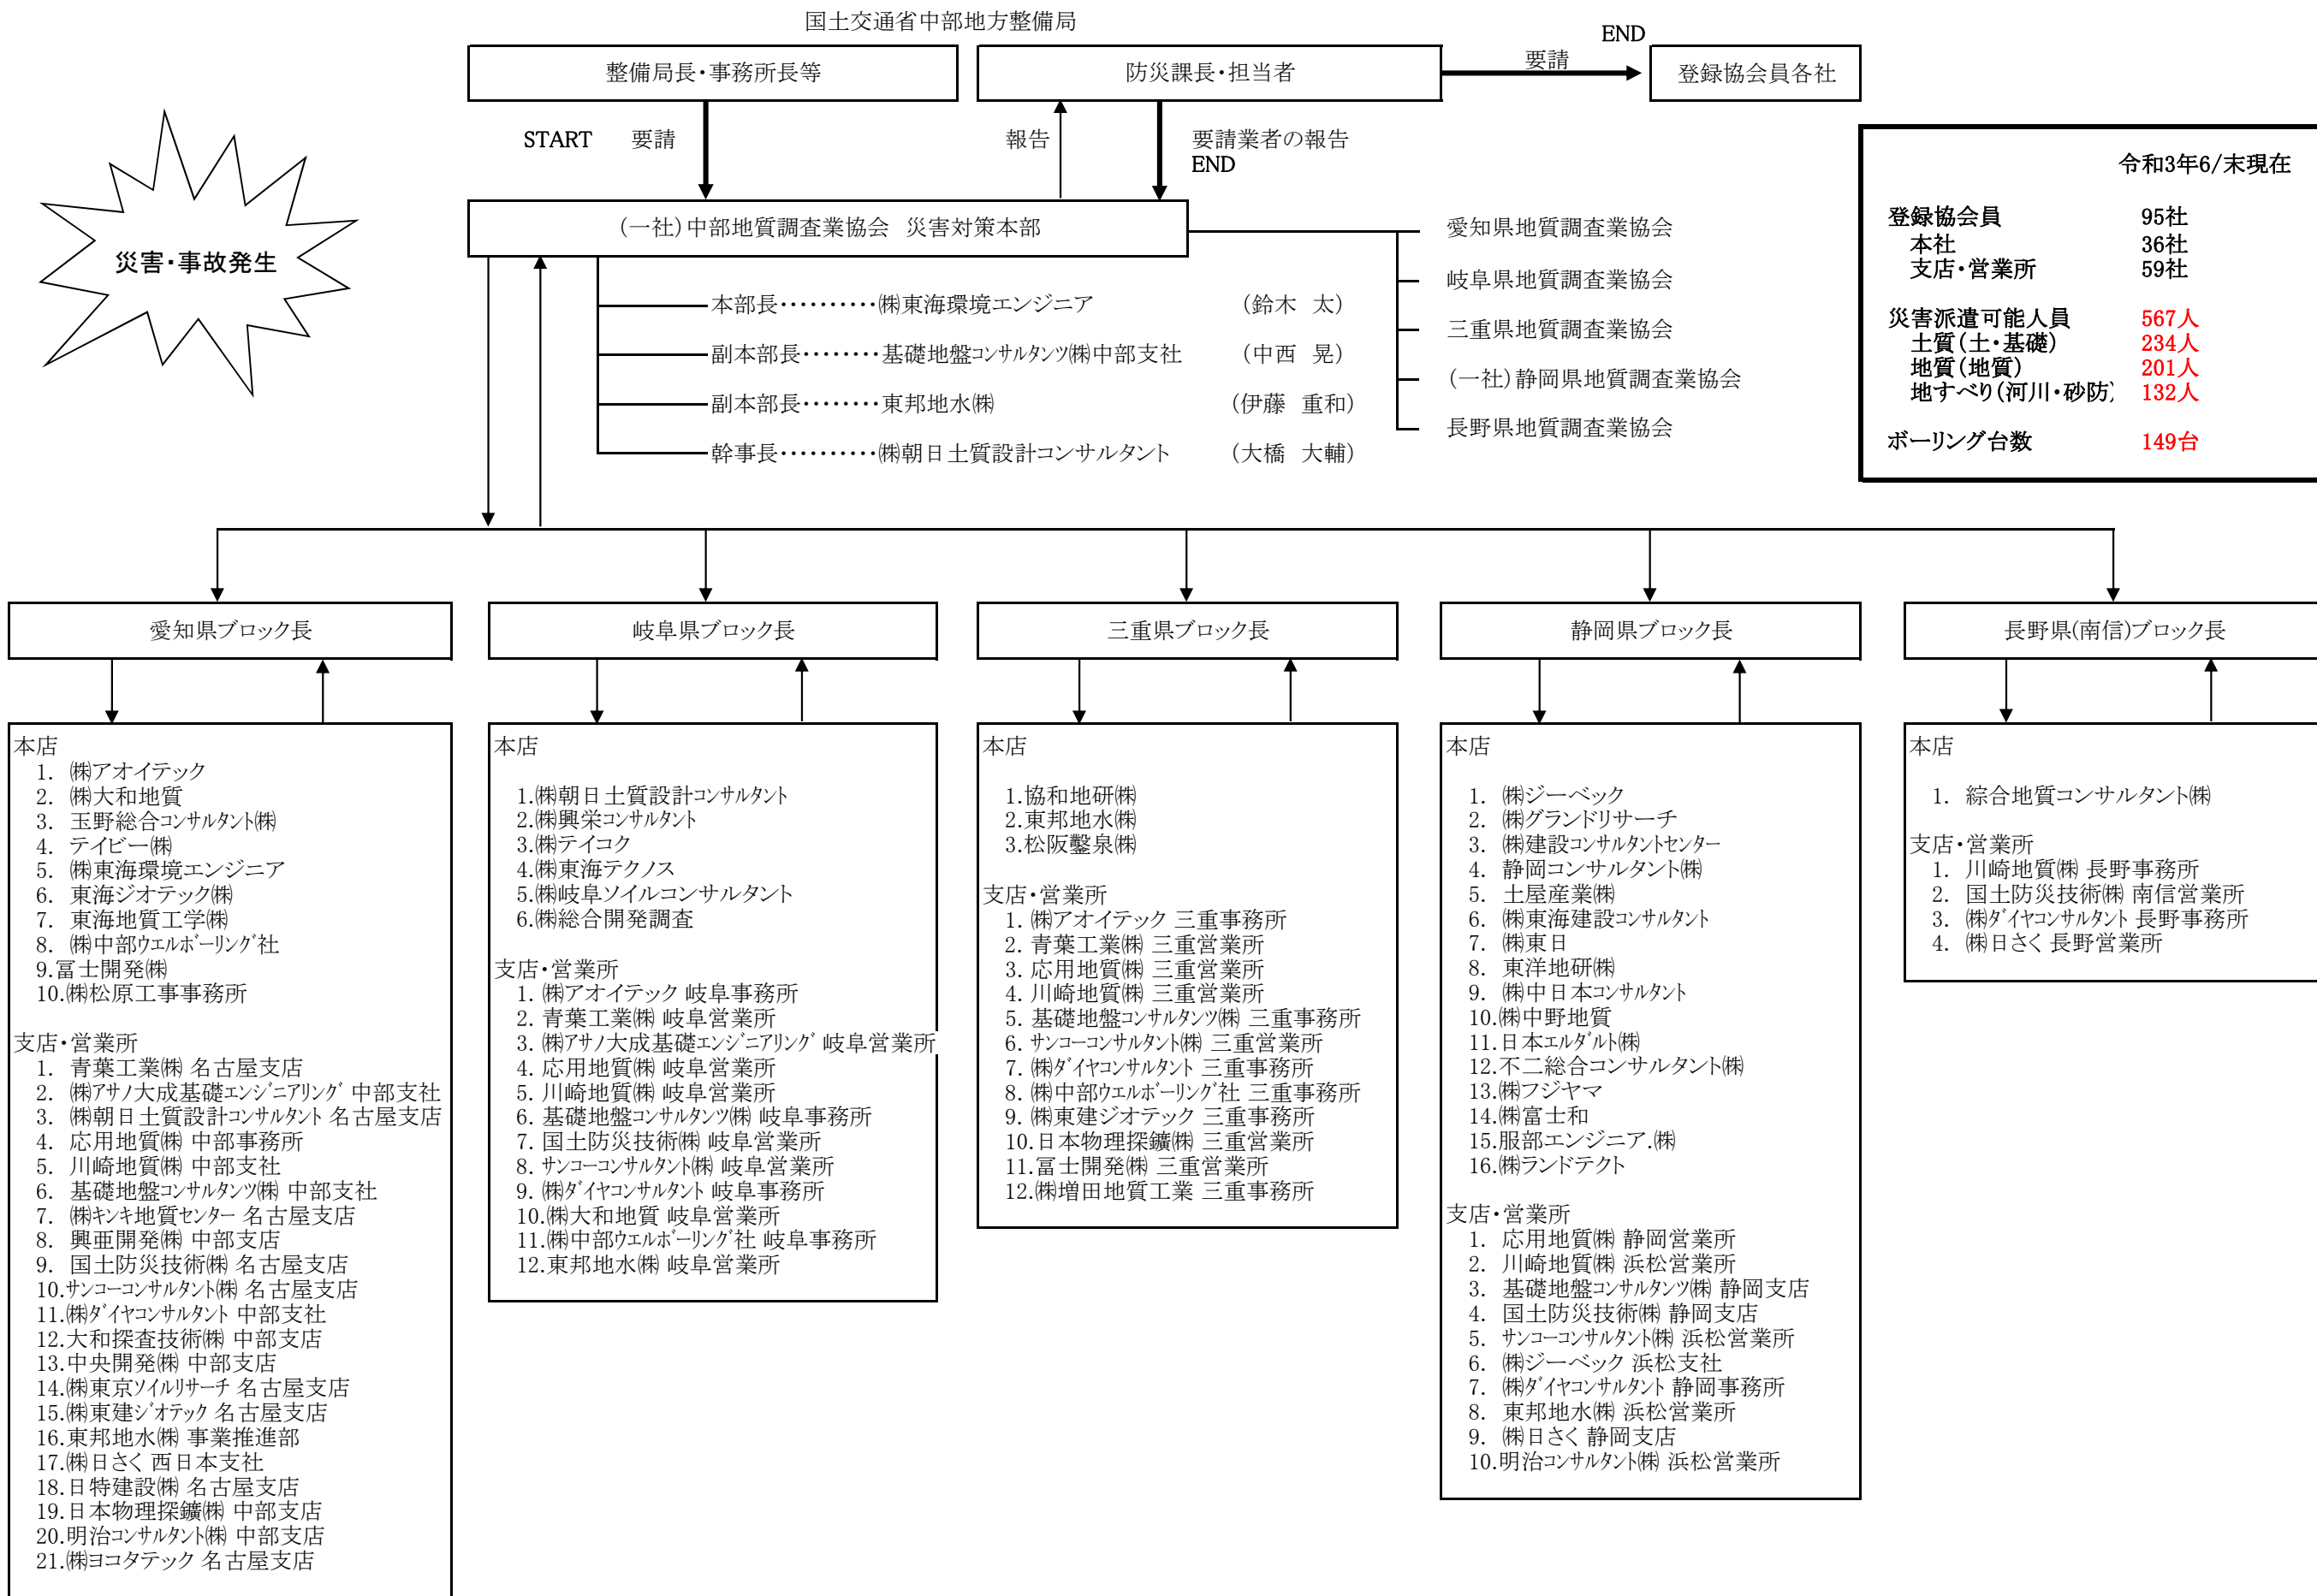 国土交通省中部地方整備局
整備局長・事務所長等
防災課長・担当者
要請
END
登録協会員各社
START 要請
報告
要請業者の報告
END
災害・事故発生
(一社)中部地質調査業協会 災害対策本部
本部長・・・・・・・・・・㈱東海環境エンジニア (鈴木 太)
副本部長・・・・・・・・基礎地盤コンサルタンツ㈱中部支社 (中西 晃)
副本部長・・・・・・・・東邦地水㈱ (伊藤 重和)
幹事長・・・・・・・・・・㈱朝日土質設計コンサルタント (大橋 大輔)
愛知県地質調査業協会
岐阜県地質調査業協会
三重県地質調査業協会
(一社)静岡県地質調査業協会
長野県地質調査業協会
令和3年6/末現在
登録協会員 95社
本社 36社
支店・営業所 59社
災害派遣可能人員 567人
土質(土・基礎) 234人
地質(地質) 201人
地すべり(河川・砂防) 132人
ボーリング台数 149台
愛知県ブロック長
本店
1. ㈱アオイテック
2. ㈱大和地質
3. 玉野総合コンサルタント㈱
4. テイビー㈱
5. ㈱東海環境エンジニア
6. 東海ジオテック㈱
7. 東海地質工学㈱
8. ㈱中部ウエルボーリング社
9.冨士開発㈱
10.㈱松原工事事務所
支店・営業所
1. 青葉工業㈱ 名古屋支店
2. ㈱アサノ大成基礎エンジニアリング 中部支社
3. ㈱朝日土質設計コンサルタント 名古屋支店
4. 応用地質㈱ 中部事務所
5. 川崎地質㈱ 中部支社
6. 基礎地盤コンサルタンツ㈱ 中部支社
7. ㈱キンキ地質センター 名古屋支店
8. 興亜開発㈱ 中部支店
9. 国土防災技術㈱ 名古屋支店
10.サンコーコンサルタント㈱ 名古屋支店
11.㈱ダイヤコンサルタント 中部支社
12.大和探査技術㈱ 中部支店
13.中央開発㈱ 中部支店
14.㈱東京ソイルリサーチ 名古屋支店
15.㈱東建ジオテック 名古屋支店
16.東邦地水㈱ 事業推進部
17.㈱日さく 西日本支社
18.日特建設㈱ 名古屋支店
19.日本物理探鑛㈱ 中部支店
20.明治コンサルタント㈱ 中部支店
21.㈱ヨコタテック 名古屋支店
岐阜県ブロック長
本店
1.㈱朝日土質設計コンサルタント
2.㈱興栄コンサルタント
3.㈱テイコク
4.㈱東海テクノス
5.㈱岐阜ソイルコンサルタント
6.㈱総合開発調査
支店・営業所
1. ㈱アオイテック 岐阜事務所
2. 青葉工業㈱ 岐阜営業所
3. ㈱アサノ大成基礎エンジニアリング 岐阜営業所
4. 応用地質㈱ 岐阜営業所
5. 川崎地質㈱ 岐阜営業所
6. 基礎地盤コンサルタンツ㈱ 岐阜事務所
7. 国土防災技術㈱ 岐阜営業所
8. サンコーコンサルタント㈱ 岐阜営業所
9. ㈱ダイヤコンサルタント 岐阜事務所
10.㈱大和地質 岐阜営業所
11.㈱中部ウエルボーリング社 岐阜事務所
12.東邦地水㈱ 岐阜営業所
三重県ブロック長
本店
1.協和地研㈱
2.東邦地水㈱
3.松阪鑿泉㈱
支店・営業所
1. ㈱アオイテック 三重事務所
2. 青葉工業㈱ 三重営業所
3. 応用地質㈱ 三重営業所
4. 川崎地質㈱ 三重営業所
5. 基礎地盤コンサルタンツ㈱ 三重事務所
6. サンコーコンサルタント㈱ 三重営業所
7. ㈱ダイヤコンサルタント 三重事務所
8. ㈱中部ウエルボーリング社 三重事務所
9. ㈱東建ジオテック 三重事務所
10.日本物理探鑛㈱ 三重営業所
11.冨士開発㈱ 三重営業所
12.㈱増田地質工業 三重事務所
静岡県ブロック長
本店
1. ㈱ジーベック
2. ㈱グランドリサーチ
3. ㈱建設コンサルタントセンター
4. 静岡コンサルタント㈱
5. 土屋産業㈱
6. ㈱東海建設コンサルタント
7. ㈱東日
8. 東洋地研㈱
9. ㈱中日本コンサルタント
10.㈱中野地質
11.日本エルダルト㈱
12.不二総合コンサルタント㈱
13.㈱フジヤマ
14.㈱富士和
15.服部エンジニア.㈱
16.㈱ランドテクト
支店・営業所
1. 応用地質㈱ 静岡営業所
2. 川崎地質㈱ 浜松営業所
3. 基礎地盤コンサルタンツ㈱ 静岡支店
4. 国土防災技術㈱ 静岡支店
5. サンコーコンサルタント㈱ 浜松営業所
6. ㈱ジーベック 浜松支社
7. ㈱ダイヤコンサルタント 静岡事務所
8. 東邦地水㈱ 浜松営業所
9. ㈱日さく 静岡支店
10.明治コンサルタント㈱ 浜松営業所
長野県(南信)ブロック長
本店
1. 綜合地質コンサルタント㈱
支店・営業所
1. 川崎地質㈱ 長野事務所
2. 国土防災技術㈱ 南信営業所
3. ㈱ダイヤコンサルタント 長野事務所
4. ㈱日さく 長野営業所